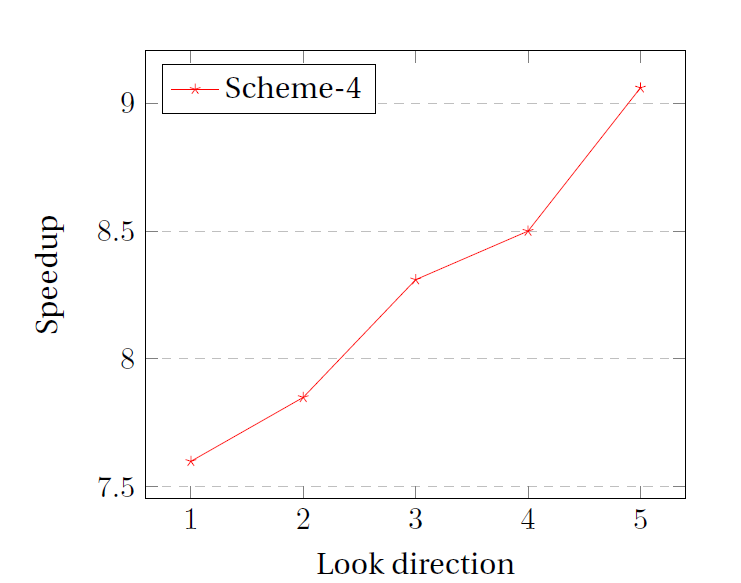 Scheme-4
9
8.5
8
7.5
Speedup
1 2 3 4 5
Look direction